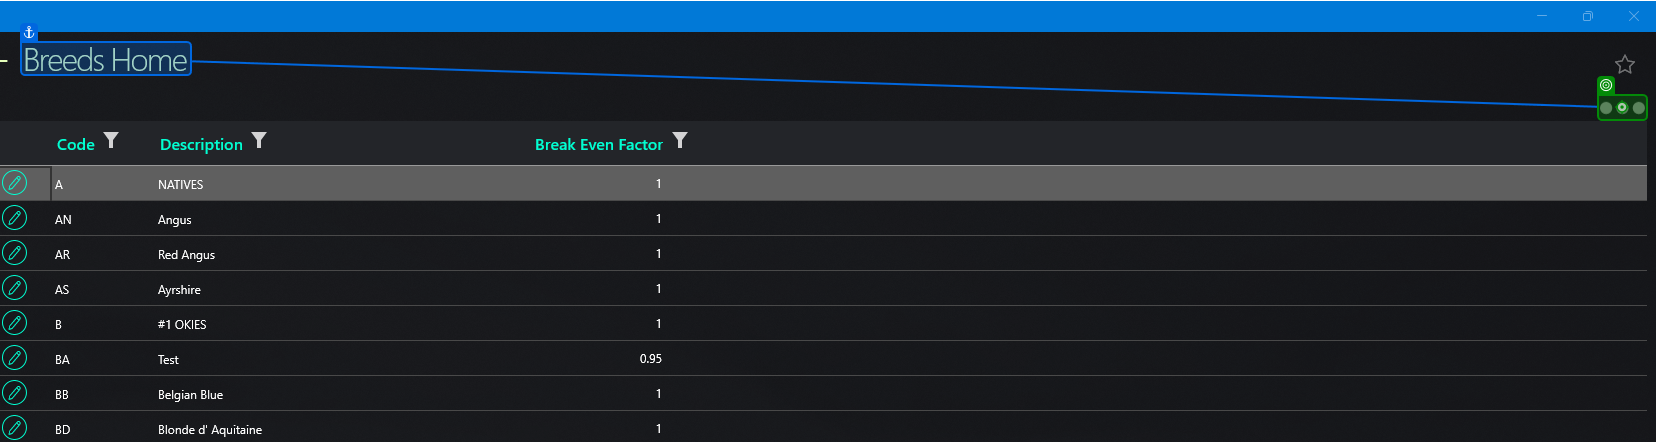 Breeds Home
Code Description Break Even Factor
A NATIVES 1
AN Angus 1
AR Red Angus 1
AS Ayrshire 1
B #1 OKIES 1
BA Test 0.95
BB Belgian Blue 1
BD Blonde d' Aquitaine 1